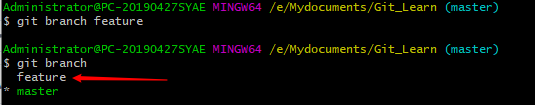 Administrator@PC-20190427SYAE MINGW64 /e/Mydocuments/Git_Learn (master)
$ git branch feature
Administrator@PC-20190427SYAE MINGW64 /e/Mydocuments/Git_Learn (master)
$ git branch
  feature
* master